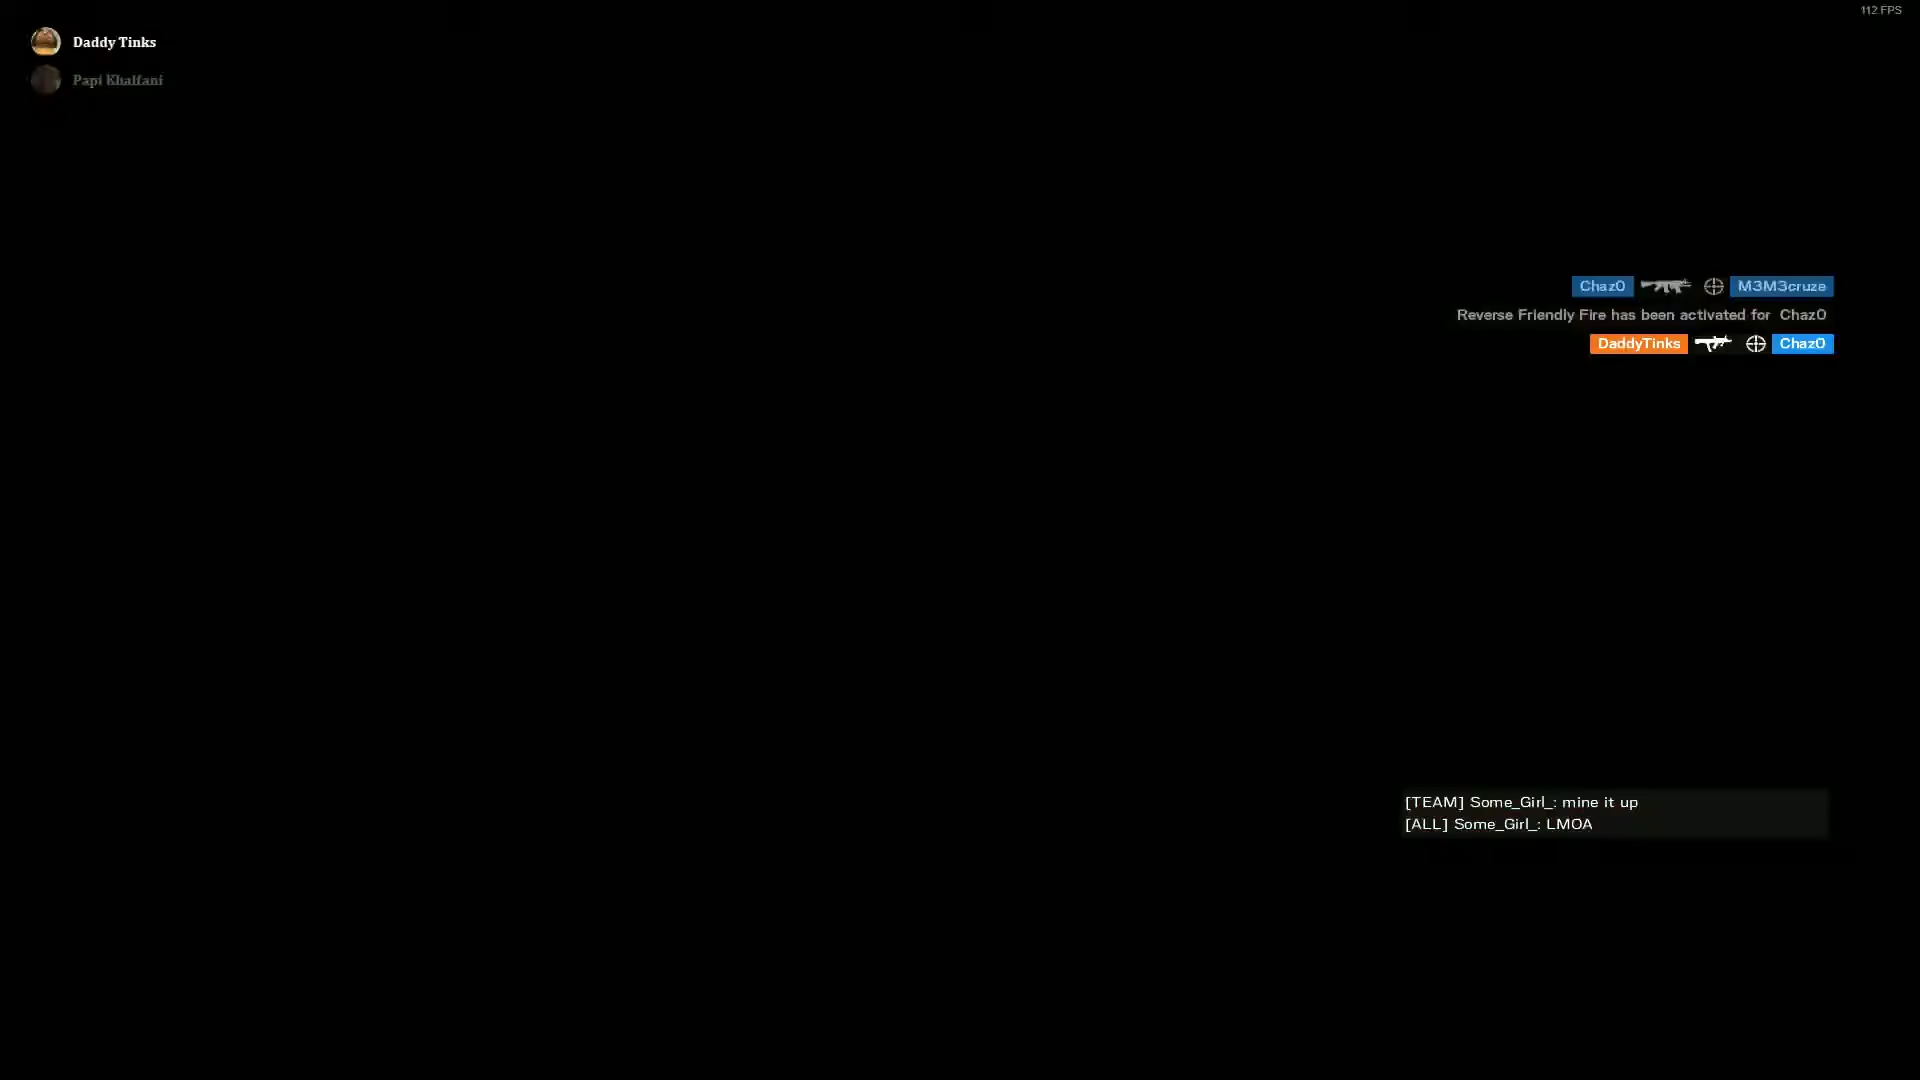 112 FPS
Daddy Tinks
Papi Khalfani
Chaz0 M3M3cruze
Reverse Friendly Fire has been activated for Chaz0
DaddyTinks Chaz0
[TEAM] Some_Girl_: mine it up
[ALL] Some_Girl_: LMOA